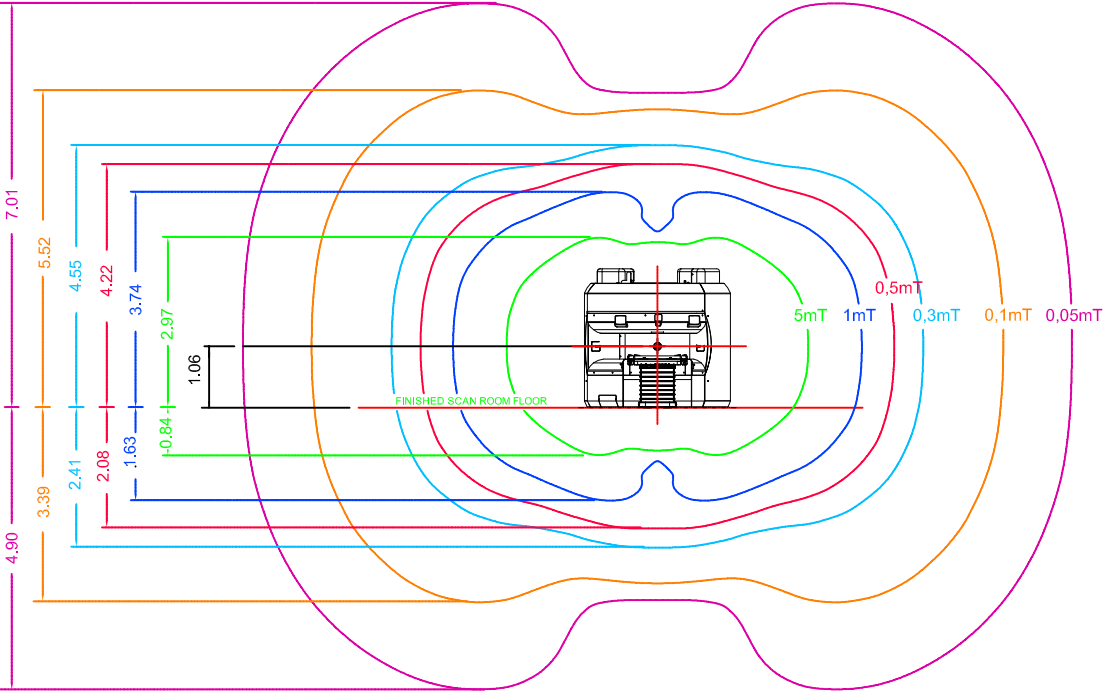 7.01
5.52
4.55
4.22
3.74
2.97
1.06
0,5mT
5mT
1mT
0,3mT
0,1mT
0,05mT
FINISHED SCAN ROOM FLOOR
0.84
1.63
2.08
2.41
3.39
4.90